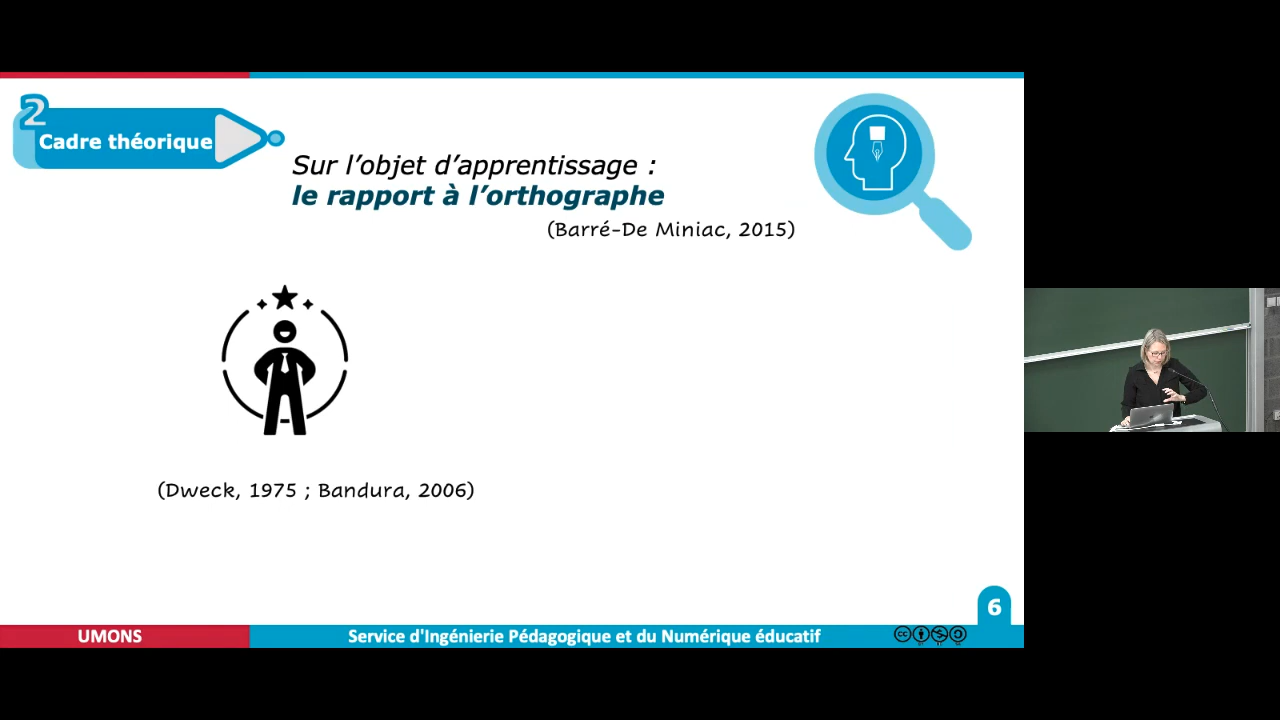 2
Cadre théorique
Sur l'objet d'apprentissage :
le rapport à l'orthographe
(Barré-De Miniac, 2015)
(Dweck, 1975 ; Bandura, 2006)
6
UMONS
Service d'Ingénierie Pédagogique et du Numérique éducatif
cc